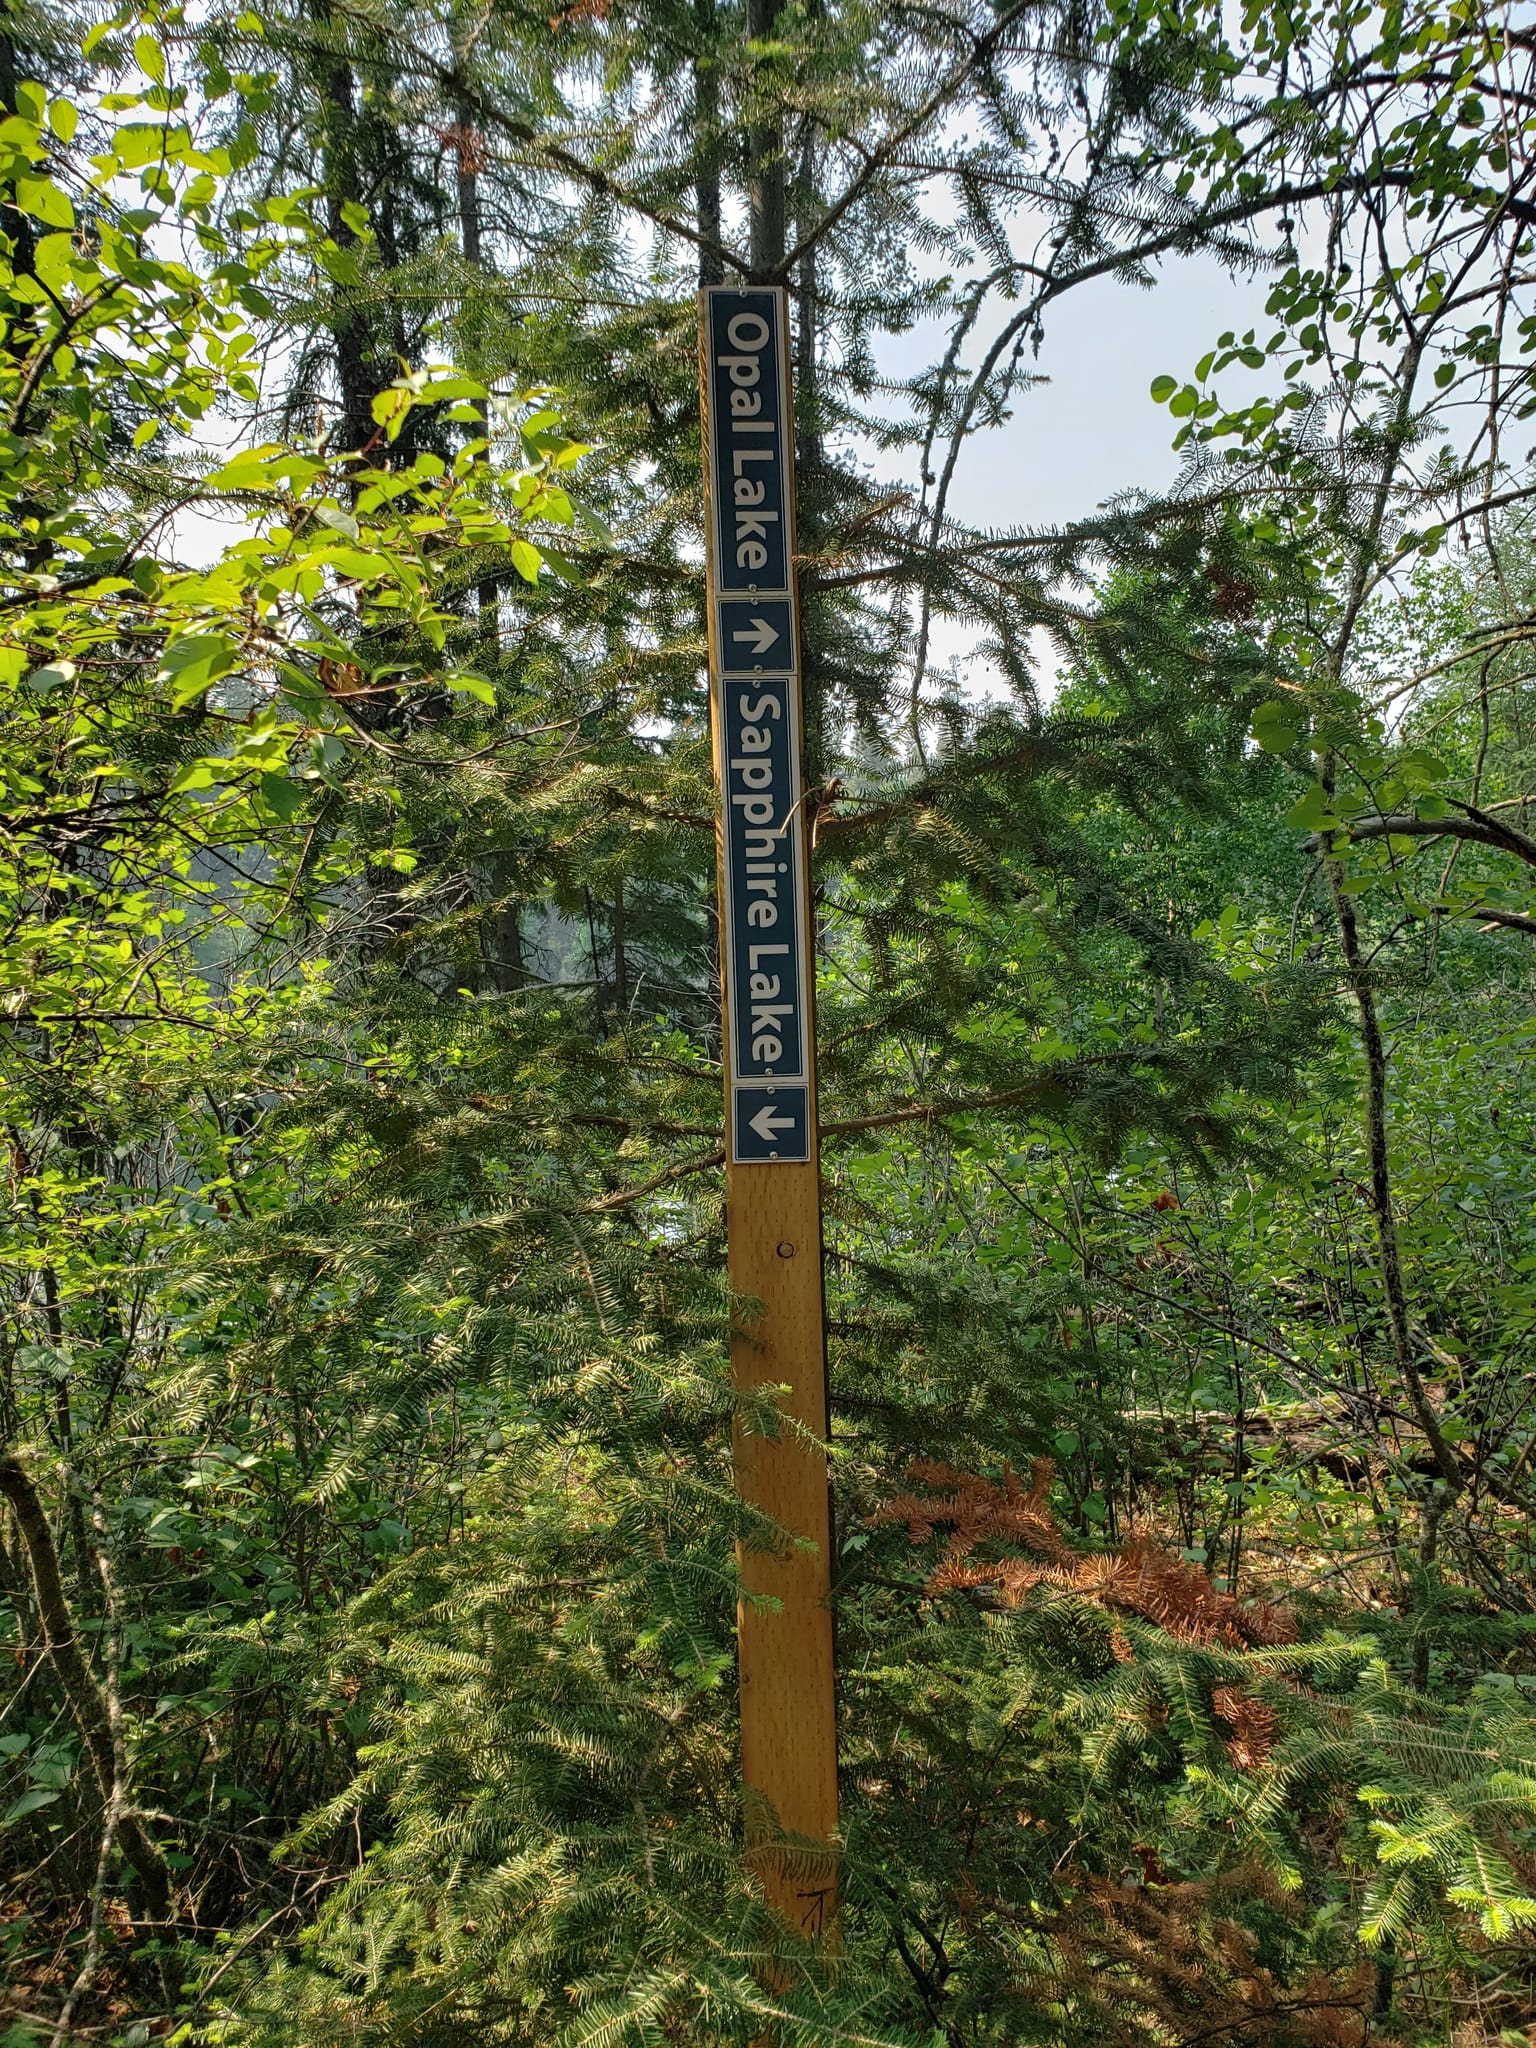 Opal Lake
↑
Sapphire Lake
↓